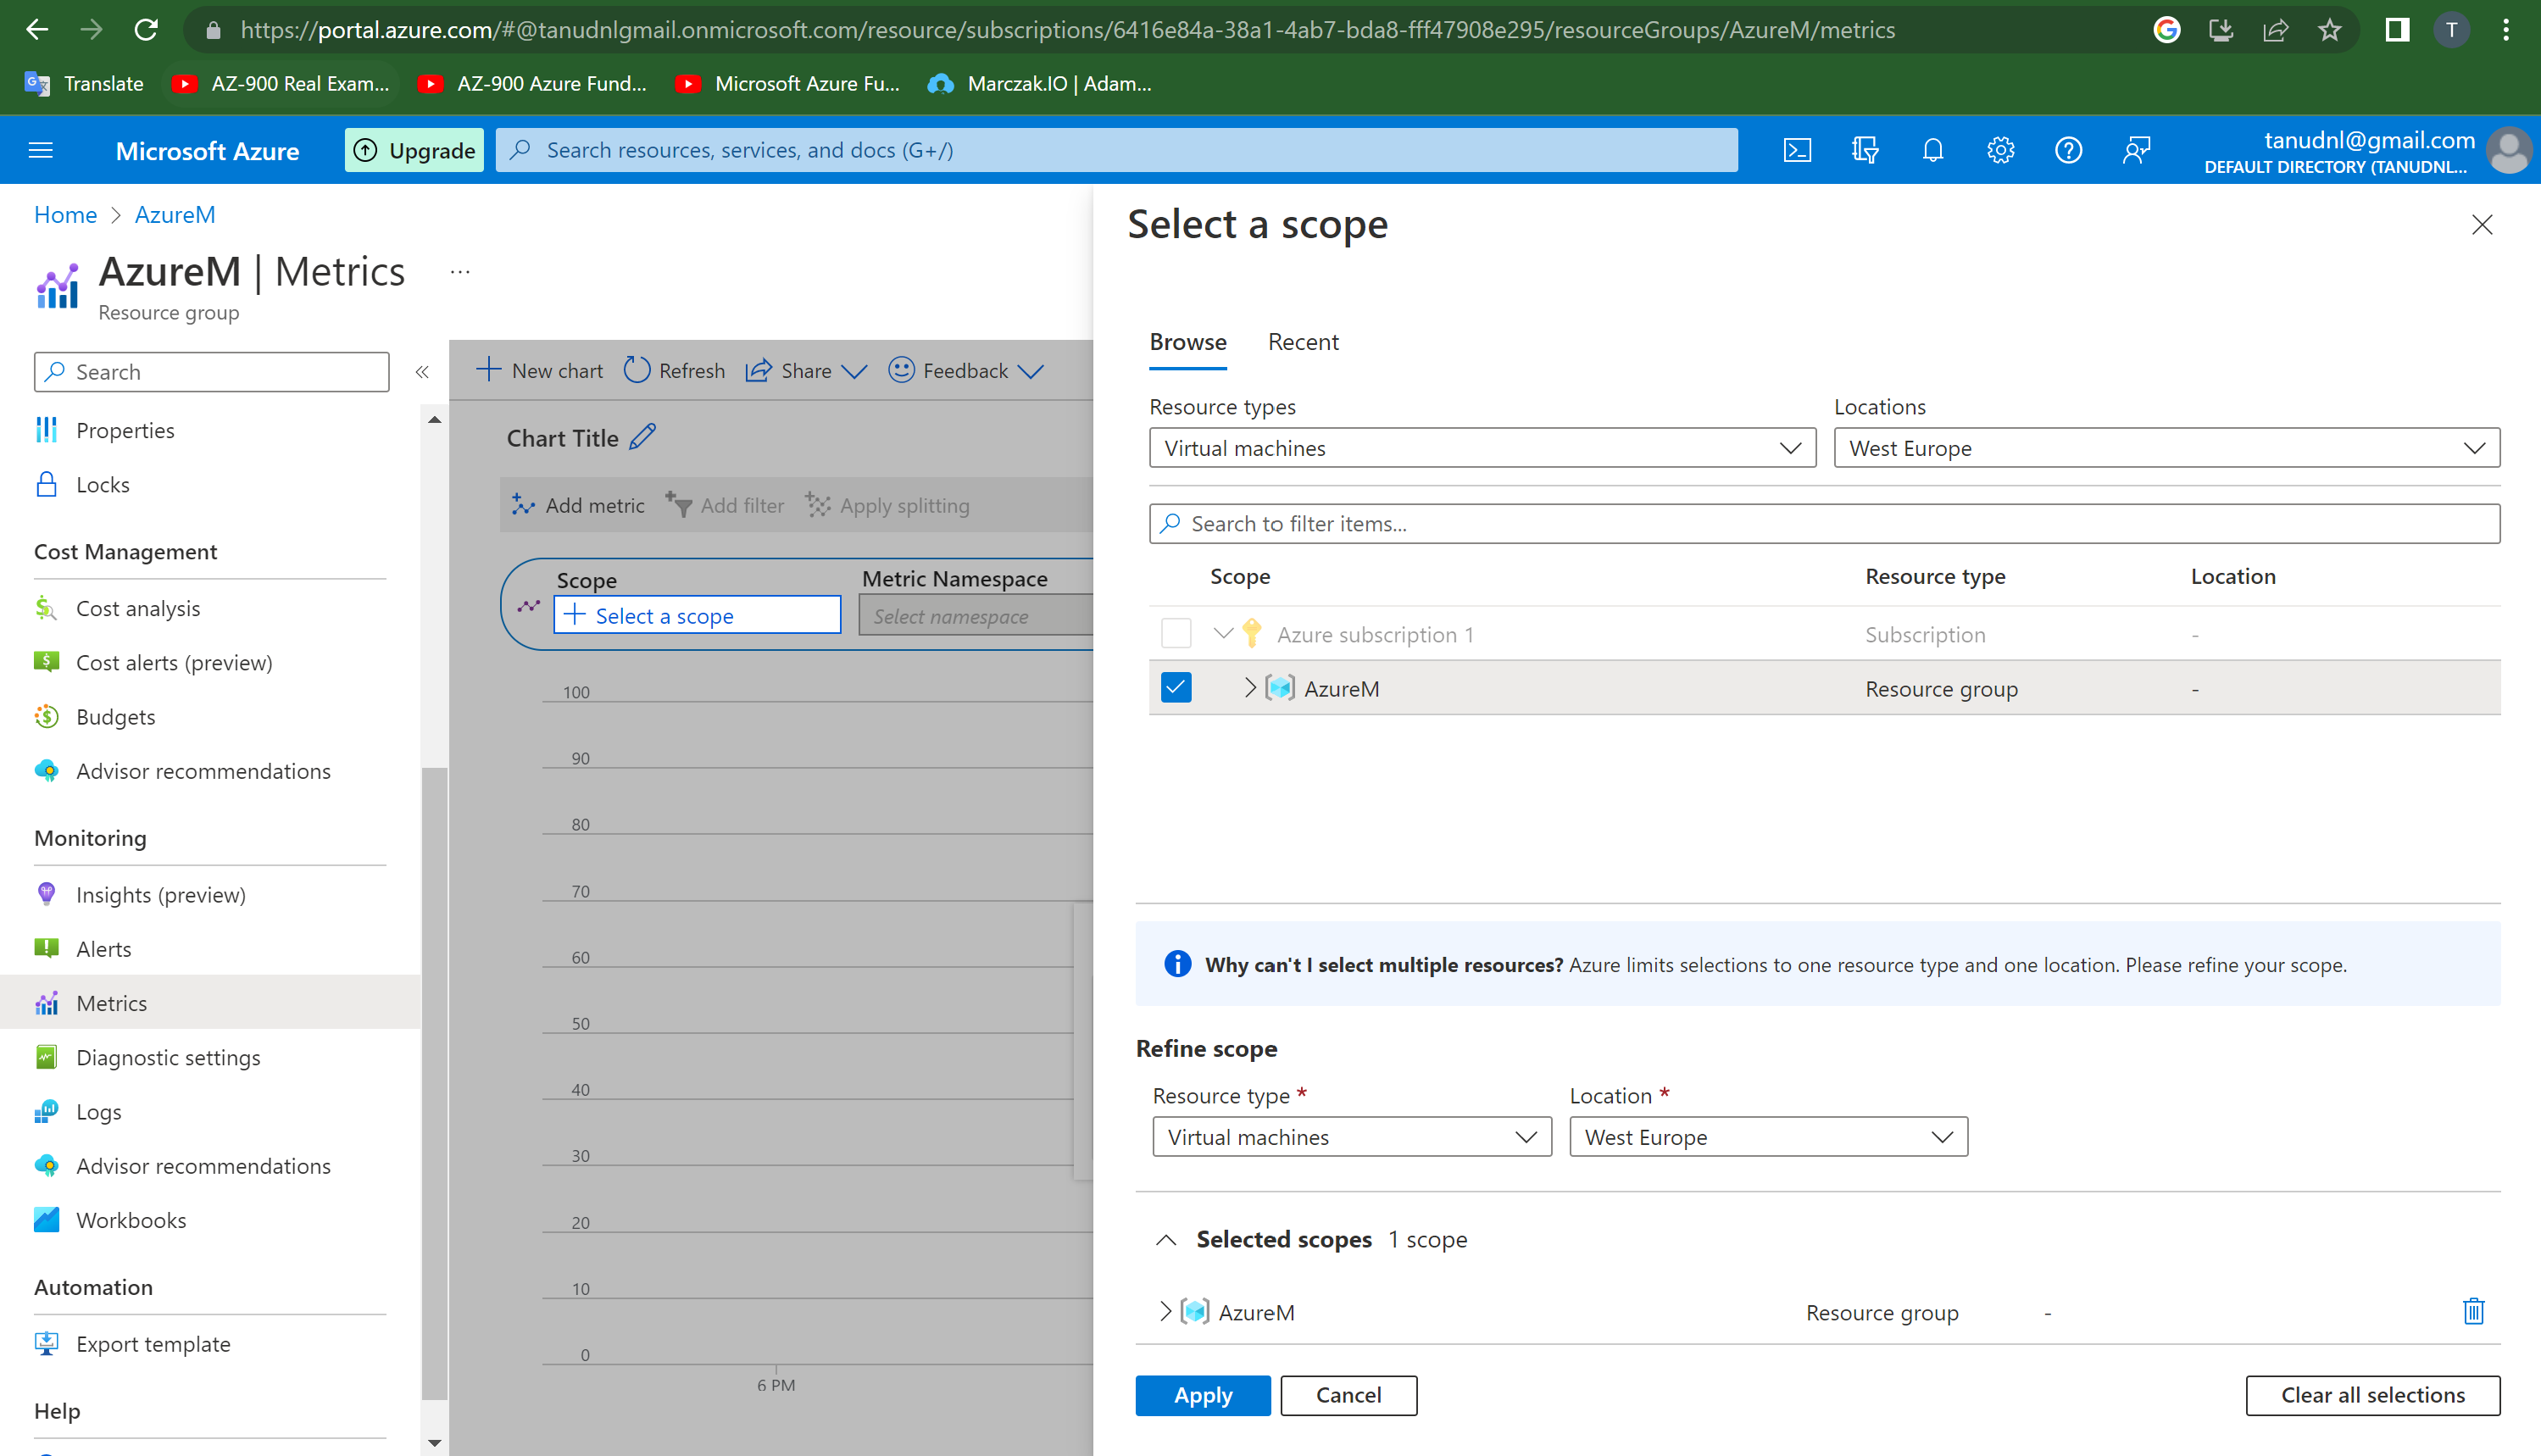 https://portal.azure.com/#@tanudnlgmail.onmicrosoft.com/resource/subscriptions/6416e84a-38a1-4ab7-bda8-fff47908e295/resourceGroups/AzureM/metrics
T
Translate
AZ-900 Real Exam...
AZ-900 Azure Fund...
Microsoft Azure Fu...
Marczak.IO | Adam...
Microsoft Azure
Upgrade
Search resources, services, and docs (G+/)
tanudnl@gmail.com
DEFAULT DIRECTORY (TANUDNL...
Home > AzureM
AzureM | Metrics
...
Resource group
Search
Properties
Locks
Cost Management
Cost analysis
Cost alerts (preview)
Budgets
Advisor recommendations
Monitoring
Insights (preview)
Alerts
Metrics
Diagnostic settings
Logs
Advisor recommendations
Workbooks
Automation
Export template
Help
New chart
Refresh
Share
Feedback
Chart Title
Add metric
Add filter
Apply splitting
Scope
Select a scope
Metric Namespace
Select namespace
100
90
80
70
60
50
40
30
20
10
0
6 PM
Select a scope
Browse
Recent
Resource types
Virtual machines
Locations
West Europe
Search to filter items...
Scope Resource type Location
Azure subscription 1 Subscription -
AzureM Resource group -
Why can't I select multiple resources? Azure limits selections to one resource type and one location. Please refine your scope.
Refine scope
Resource type *
Virtual machines
Location *
West Europe
Selected scopes 1 scope
AzureM Resource group -
Apply
Cancel
Clear all selections